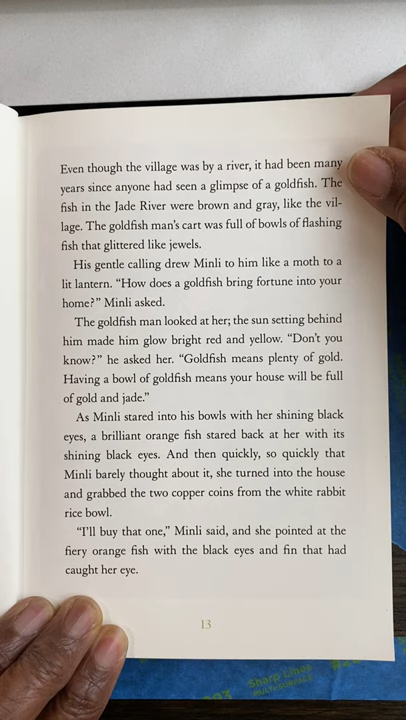 Even though the village was by a river, it had been many
years since anyone had seen a glimpse of a goldfish. The
fish in the Jade River were brown and gray, like the vil-
lage. The goldfish man's cart was full of bowls of flashing
fish that glittered like jewels.
His gentle calling drew Minli to him like a moth to a
lit lantern. “How does a goldfish bring fortune into your
home?” Minli asked.
The goldfish man looked at her; the sun setting behind
him made him glow bright red and yellow. “Don't you
know?” he asked her. “Goldfish means plenty of gold.
Having a bowl of goldfish means your house will be full
of gold and jade.”
As Minli stared into his bowls with her shining black
eyes, a brilliant orange fish stared back at her with its
shining black eyes. And then quickly, so quickly that
Minli barely thought about it, she turned into the house
and grabbed the two copper coins from the white rabbit
rice bowl.
“I'll buy that one,” Minli said, and she pointed at the
fiery orange fish with the black eyes and fin that had
caught her eye.
13
Sharp Lines
MULTI-SURFACE